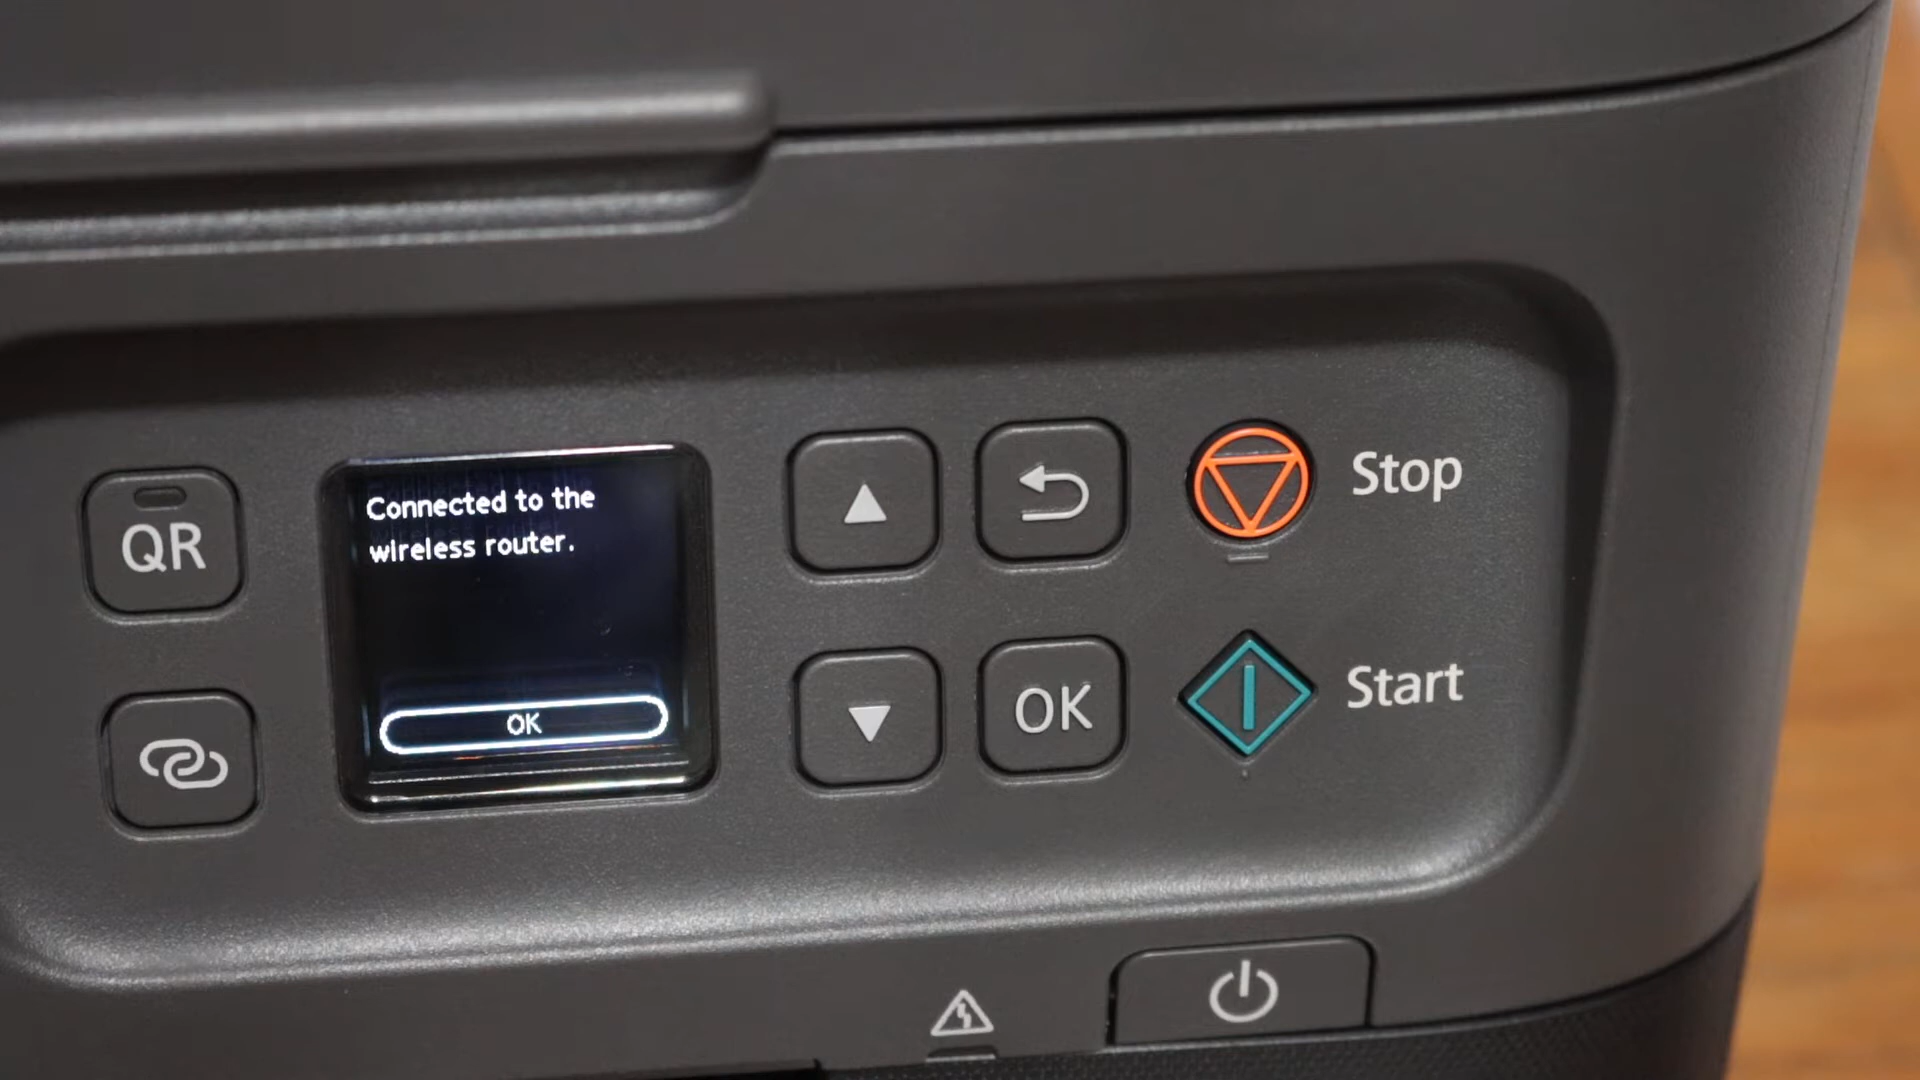 QR
Connected to the
wireless router.
OK
OK
Stop
Start